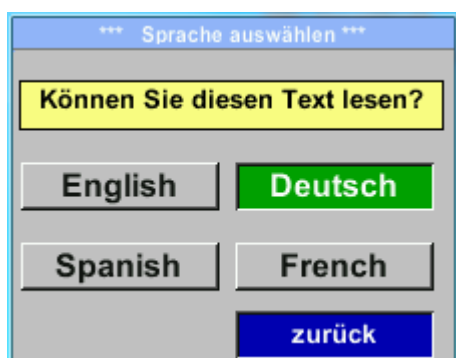 *** Sprache auswählen ***
Können Sie diesen Text lesen?
English Deutsch
Spanish French
zurück